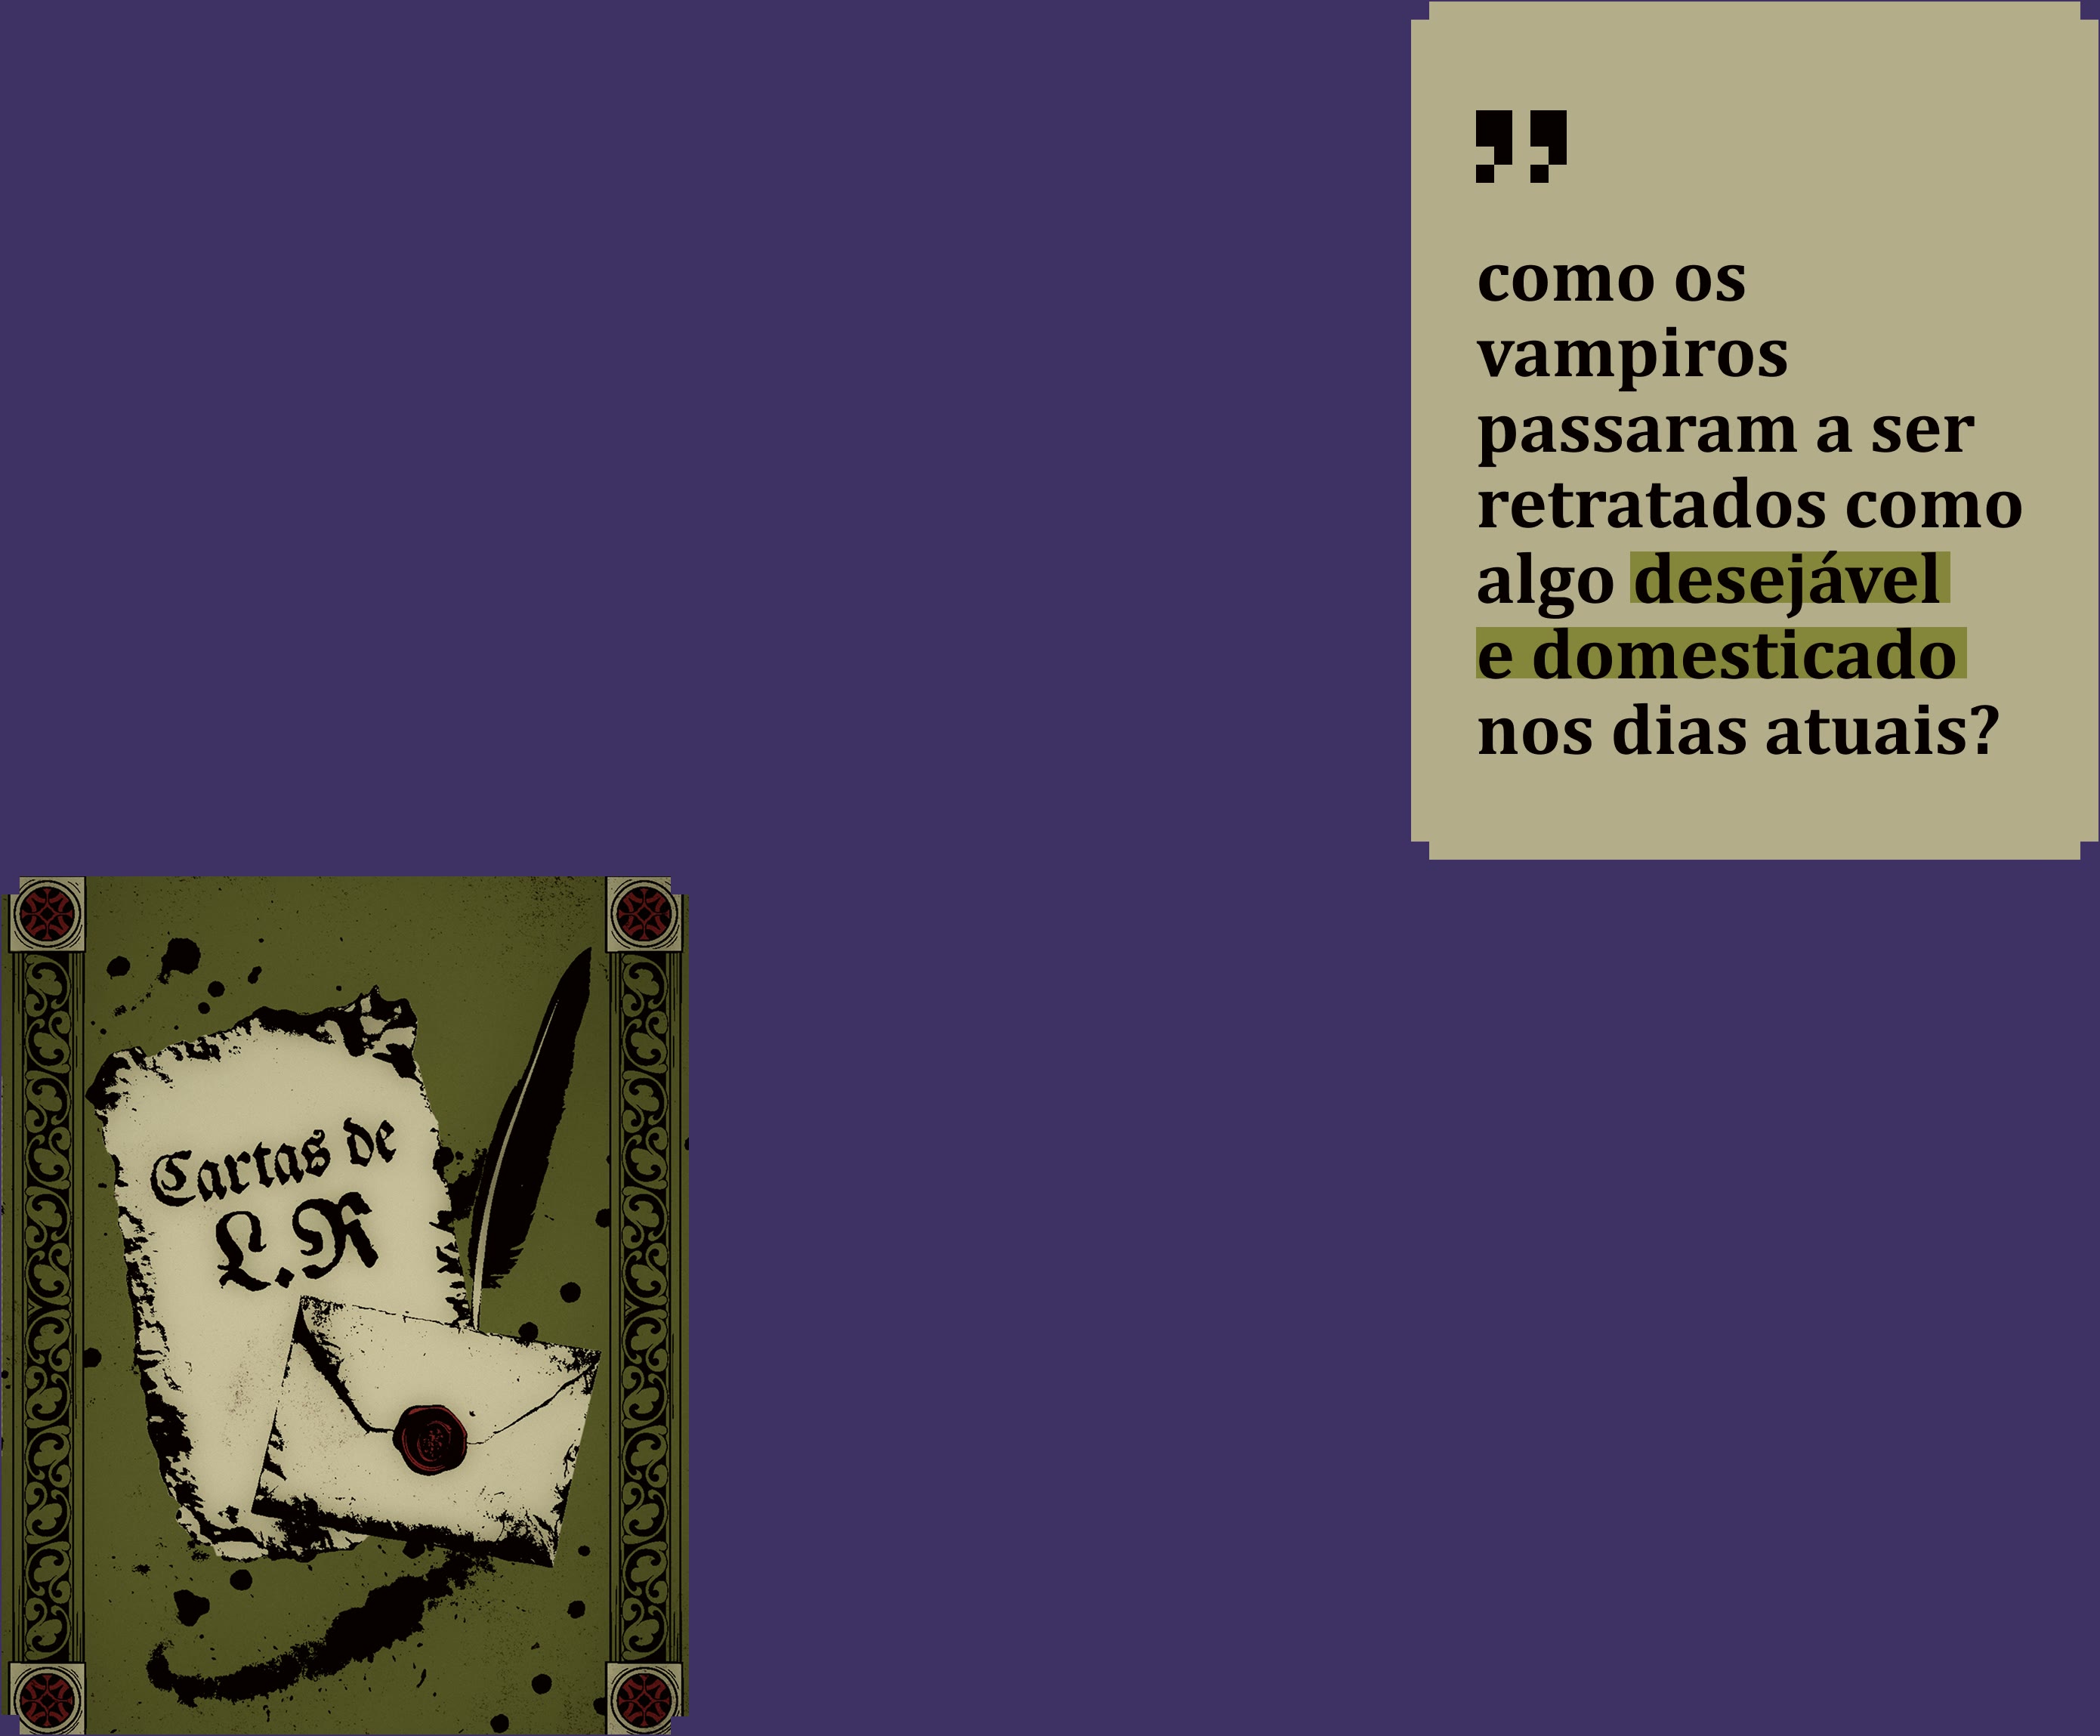 ”
como os
vampiros
passaram a ser
retratados como
algo desejável
e domesticado
nos dias atuais?
Cartas de
L.R